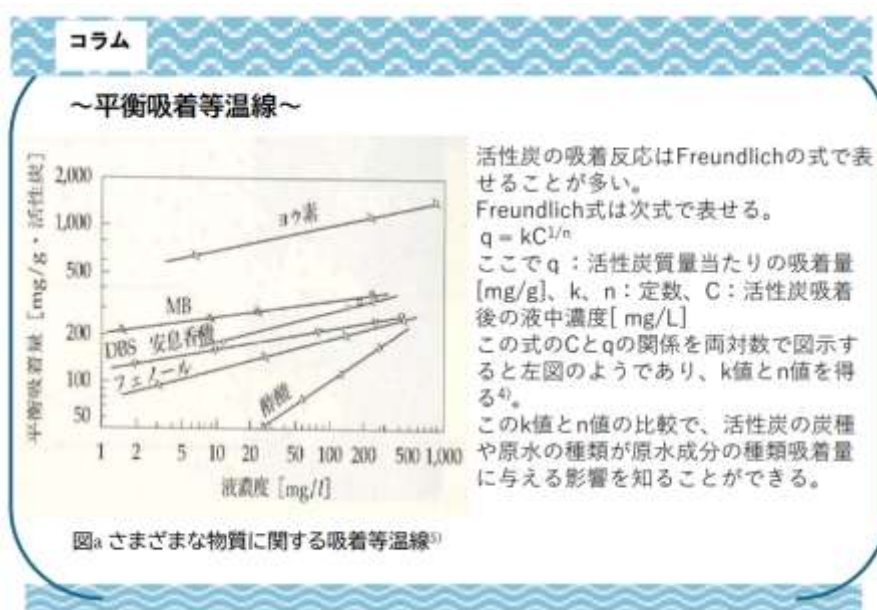 コラム
～平衡吸着等温線～
平衡吸着量［mg/g・活性炭］
2,000
1,000
500
200
100
50
ヨウ素
MB
DBS 安息香酸
フェノール
酢酸
1 2 5 10 20 50 100 200 500 1,000
液濃度［mg/l］
図a さまざまな物質に関する吸着等温線5)
活性炭の吸着反応はFreundlichの式で表
せることが多い。
Freundlich式は次式で表せる。
q = kC1/n
ここでq：活性炭質量当たりの吸着量
[mg/g]、k、n：定数、C：活性炭吸着
後の液中濃度[ mg/L]
この式のCとqの関係を両対数で図示す
ると左図のようであり、k値とn値を得
る4)。
このk値とn値の比較で、活性炭の炭種
や原水の種類が原水成分の種類吸着量
に与える影響を知ることができる。